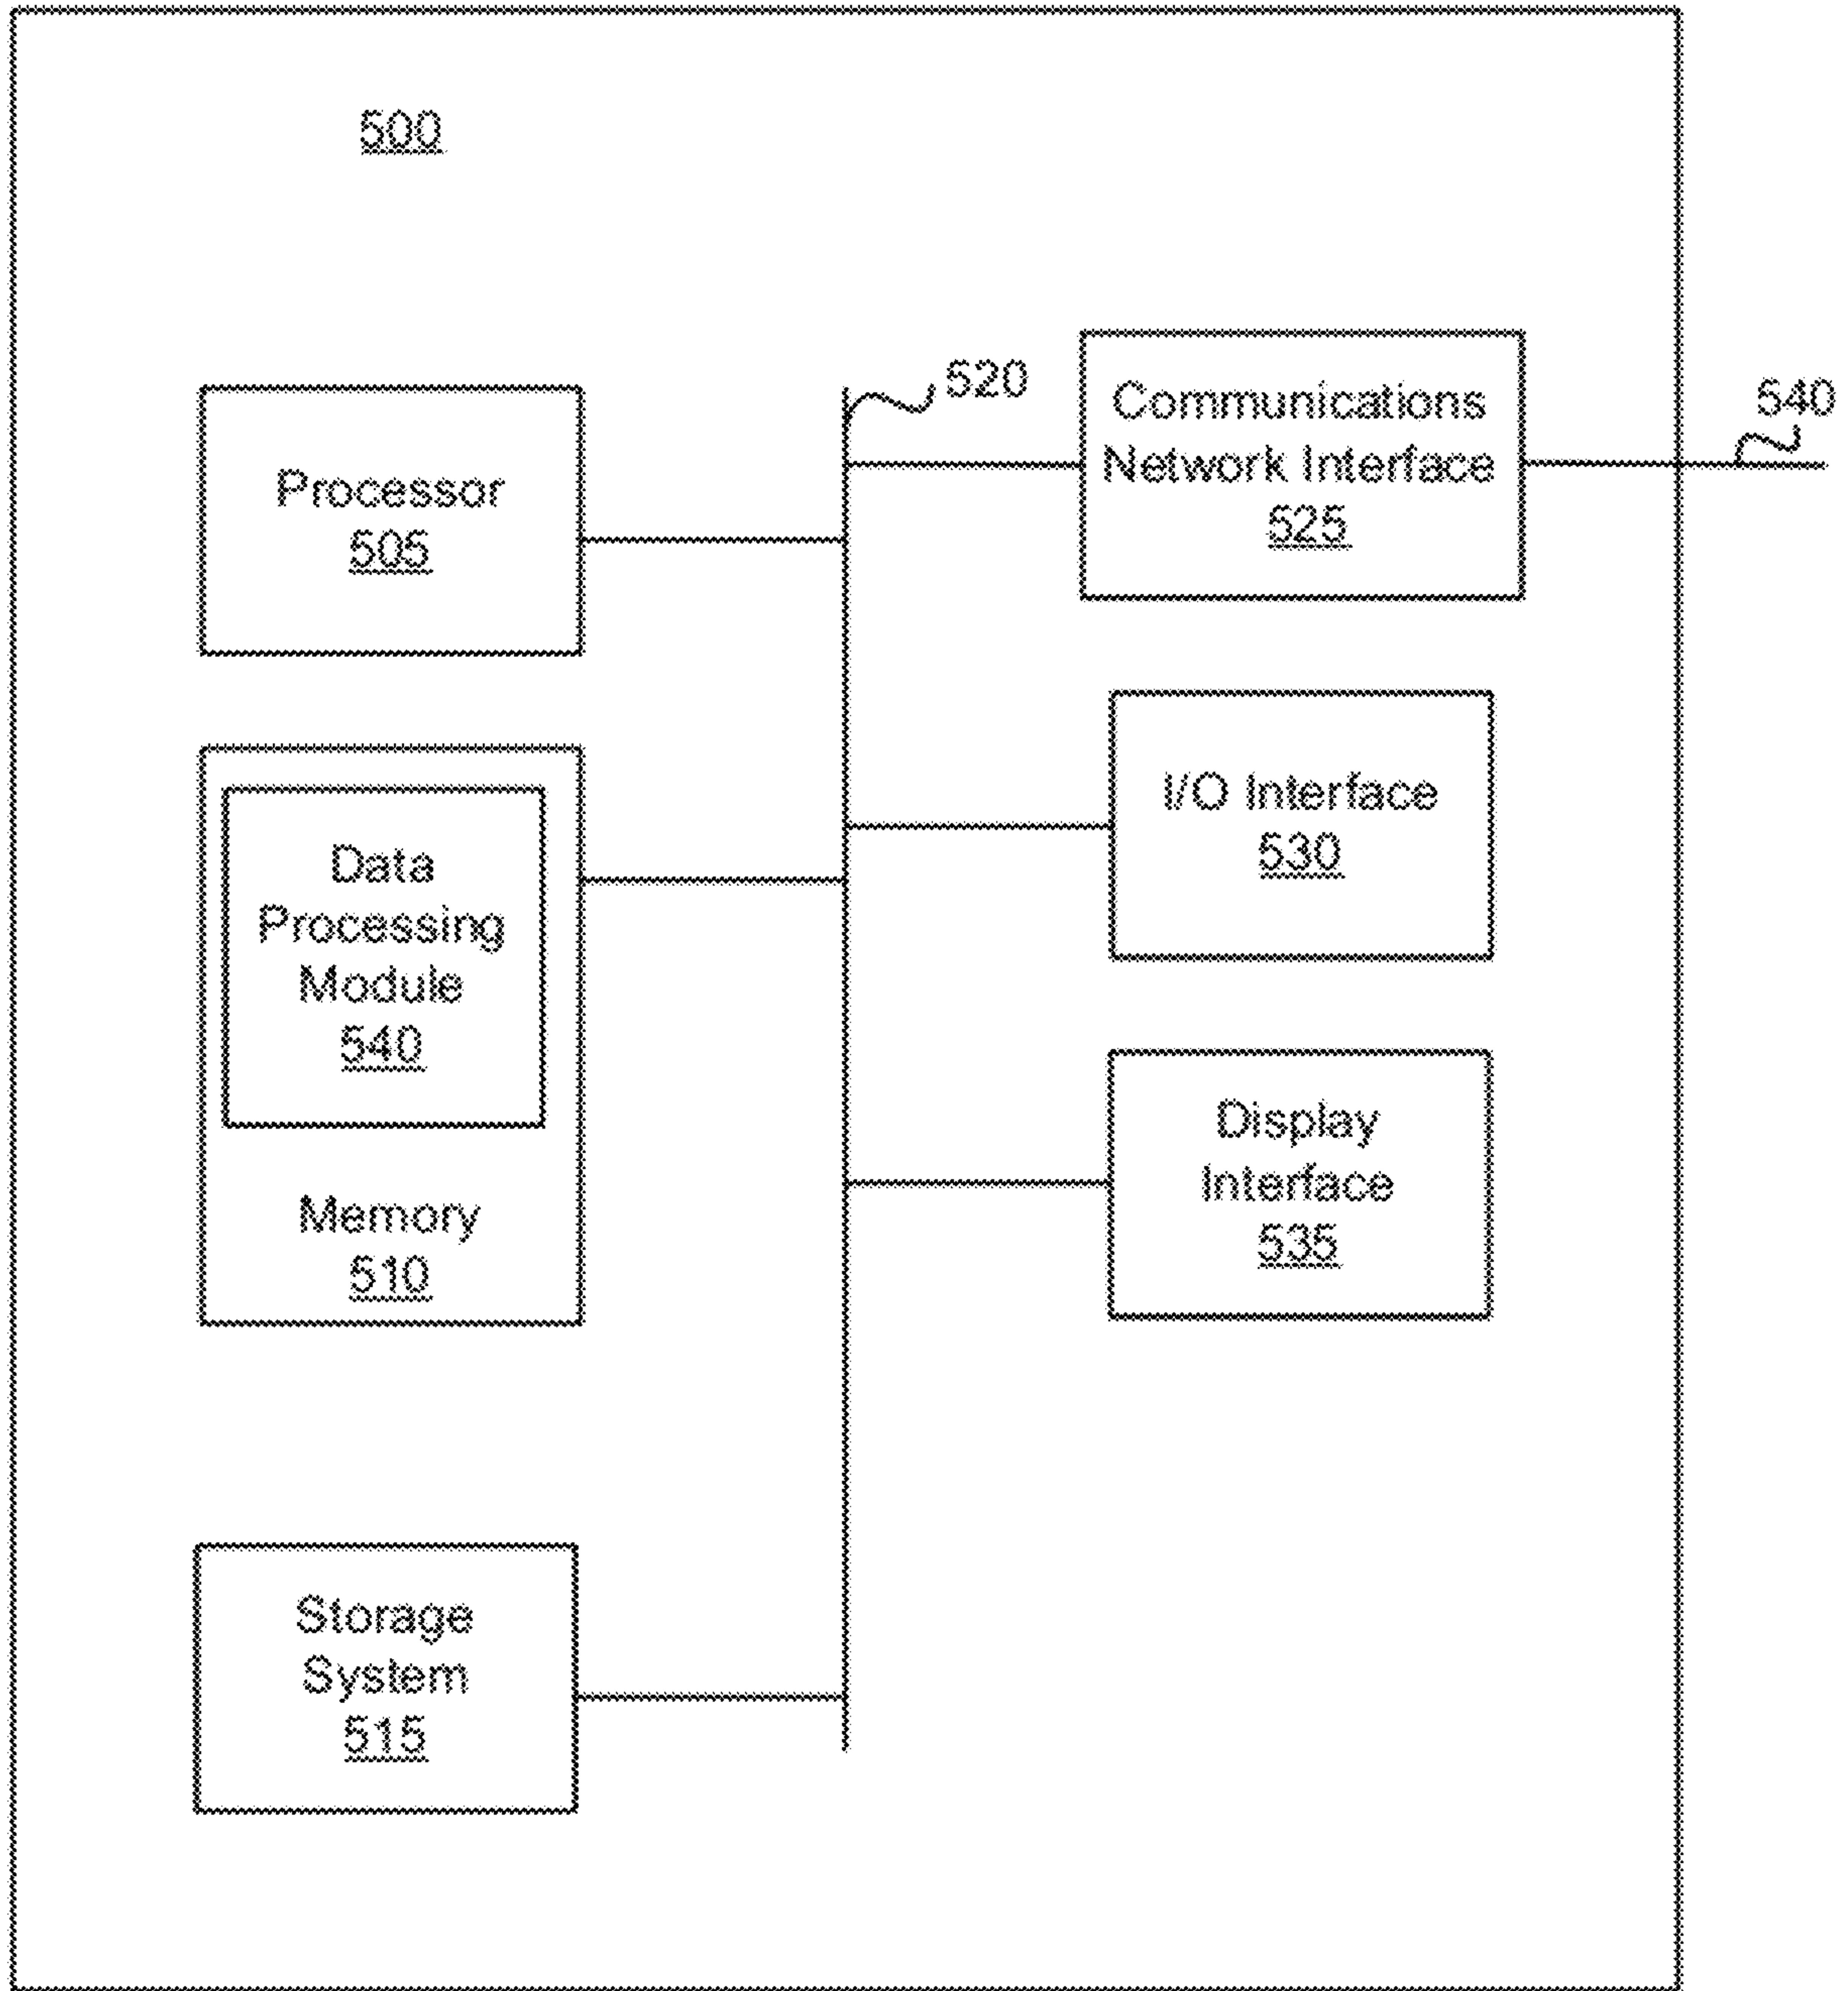 500
520
540
Communications
Network Interface
525
Processor
505
I/O Interface
530
Data
Processing
Module
540
Memory
510
Display
Interface
535
Storage
System
515